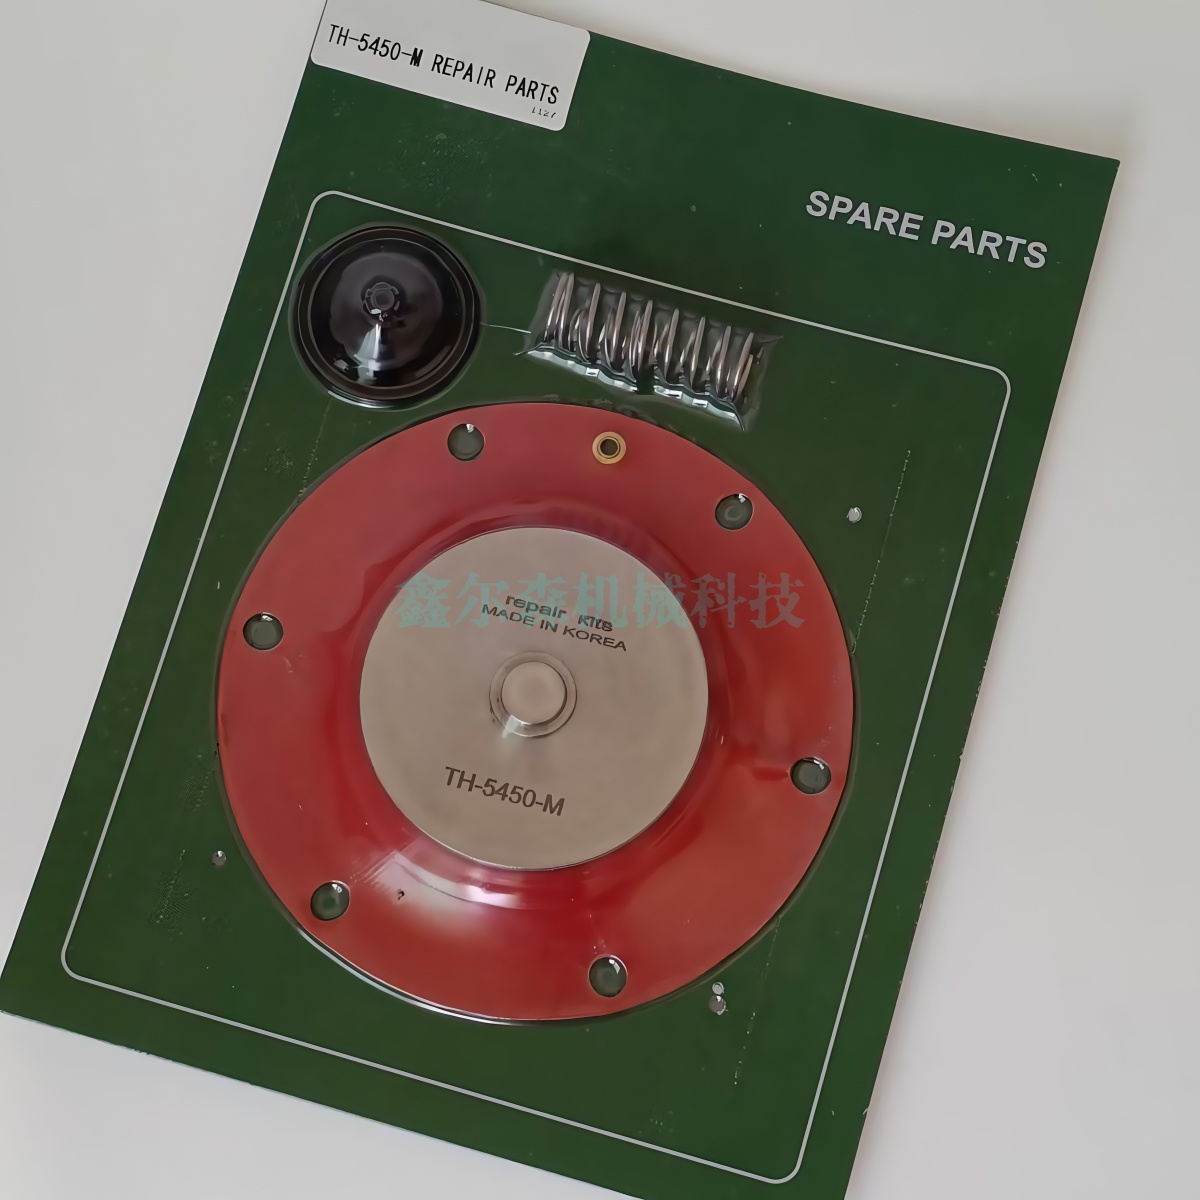 TH-5450-M REPAIR PARTS
1127
SPARE PARTS
鑫尔森机械科技
repair kits
MADE IN KOREA
TH-5450-M